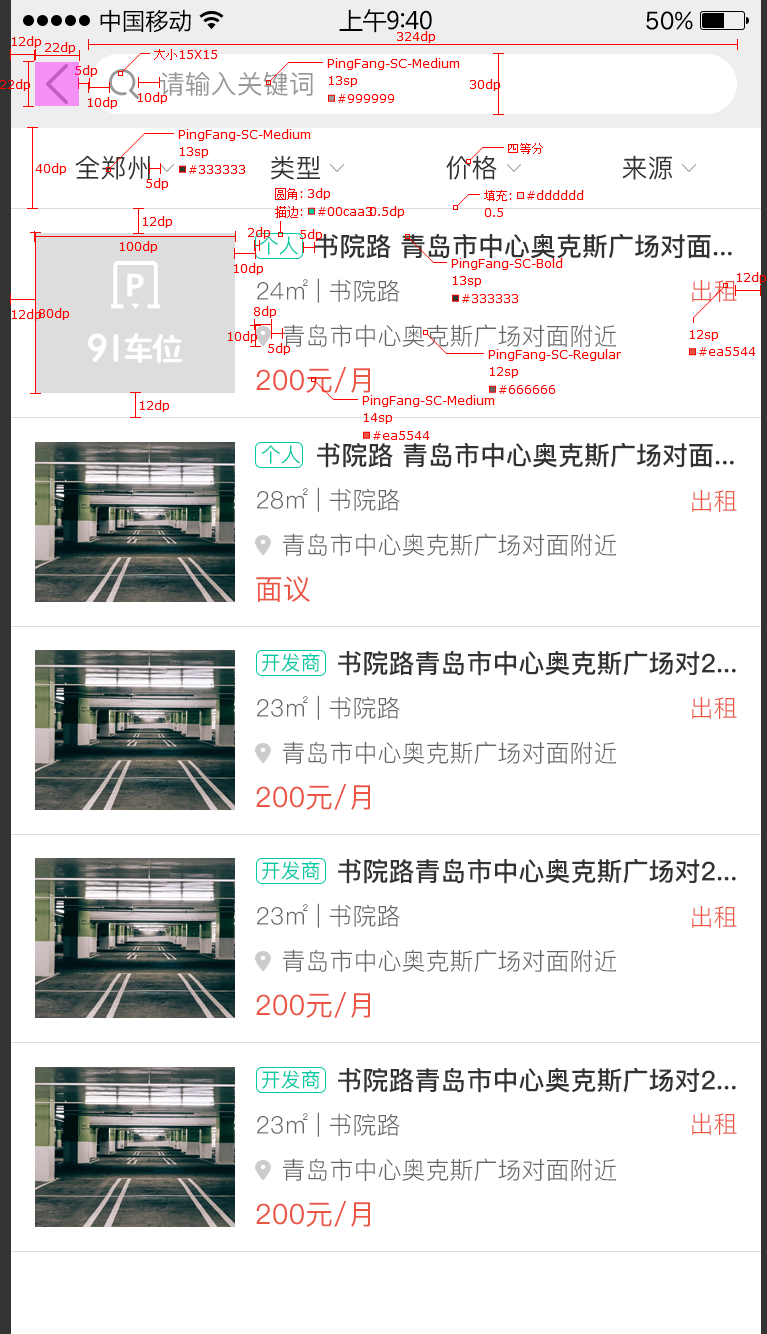 中国移动 上午9:40 50%
324dp
12dp 22dp 大小15X15
PingFang-SC-Medium
5dp 13sp
22dp 请输入关键词 30dp
10dp 10dp #999999
PingFang-SC-Medium
13sp 四等分
40dp 全郑州 类型 价格 来源
#333333
5dp
圆角: 3dp 填充: #dddddd
描边: #00caa3 0.5dp 0.5
12dp
2dp 5dp
100dp 个人 书院路 青岛市中心奥克斯广场对面...
10dp PingFang-SC-Bold
13sp
24㎡ | 书院路 出租 12dp
#333333
12dp 80dp P 8dp
10dp 青岛市中心奥克斯广场对面附近 12sp
91车位 5dp PingFang-SC-Regular #ea5544
12sp
200元/月 #666666
12dp PingFang-SC-Medium
14sp
#ea5544
个人 书院路 青岛市中心奥克斯广场对面...
28㎡ | 书院路 出租
青岛市中心奥克斯广场对面附近
面议
开发商 书院路青岛市中心奥克斯广场对2...
23㎡ | 书院路 出租
青岛市中心奥克斯广场对面附近
200元/月
开发商 书院路青岛市中心奥克斯广场对2...
23㎡ | 书院路 出租
青岛市中心奥克斯广场对面附近
200元/月
开发商 书院路青岛市中心奥克斯广场对2...
23㎡ | 书院路 出租
青岛市中心奥克斯广场对面附近
200元/月